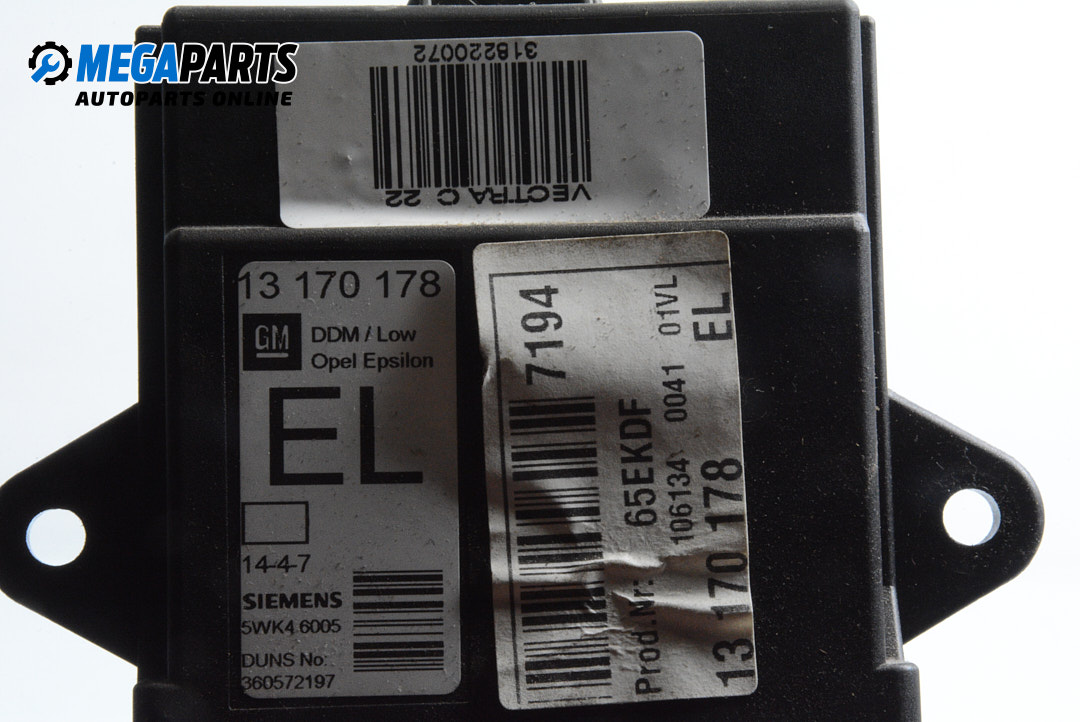 MEGAPARTS
AUTOPARTS ONLINE
318220072
VECTRA C 22
13 170 178
GM
DDM / Low
Opel Epsilon
EL
14-4-7
SIEMENS
5WK4 6005
DUNS No:
360572197
7194
Prod.Nr: 65EKDF
106134 0041 01VL
13 170 178 EL